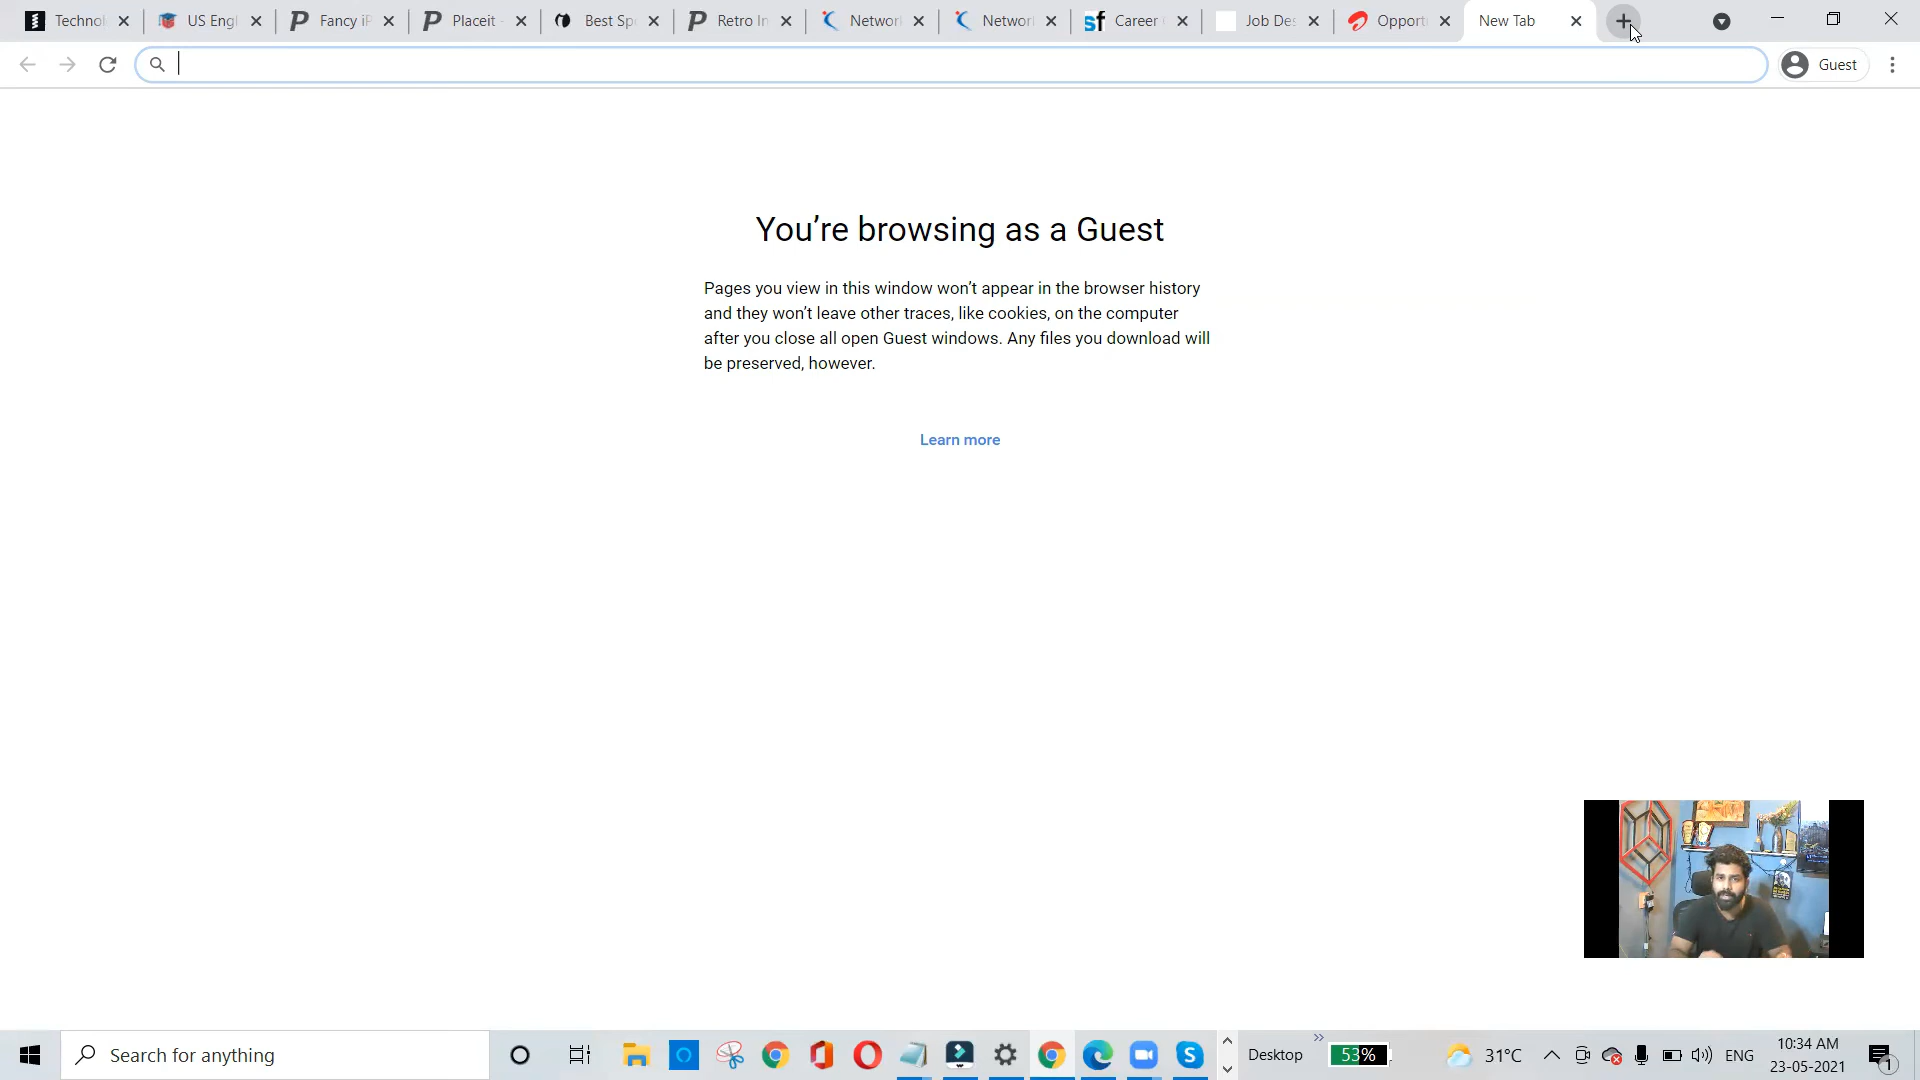 Technol
US Engl
Fancy iP
Placeit -
Best Sp
Retro In
Networ
Networ
sf Career
Job Des
Opport
New Tab
Guest
You're browsing as a Guest
Pages you view in this window won't appear in the browser history
and they won't leave other traces, like cookies, on the computer
after you close all open Guest windows. Any files you download will
be preserved, however.
Learn more
Search for anything
Desktop
53%
31°C
ENG
10:34 AM
23-05-2021
1